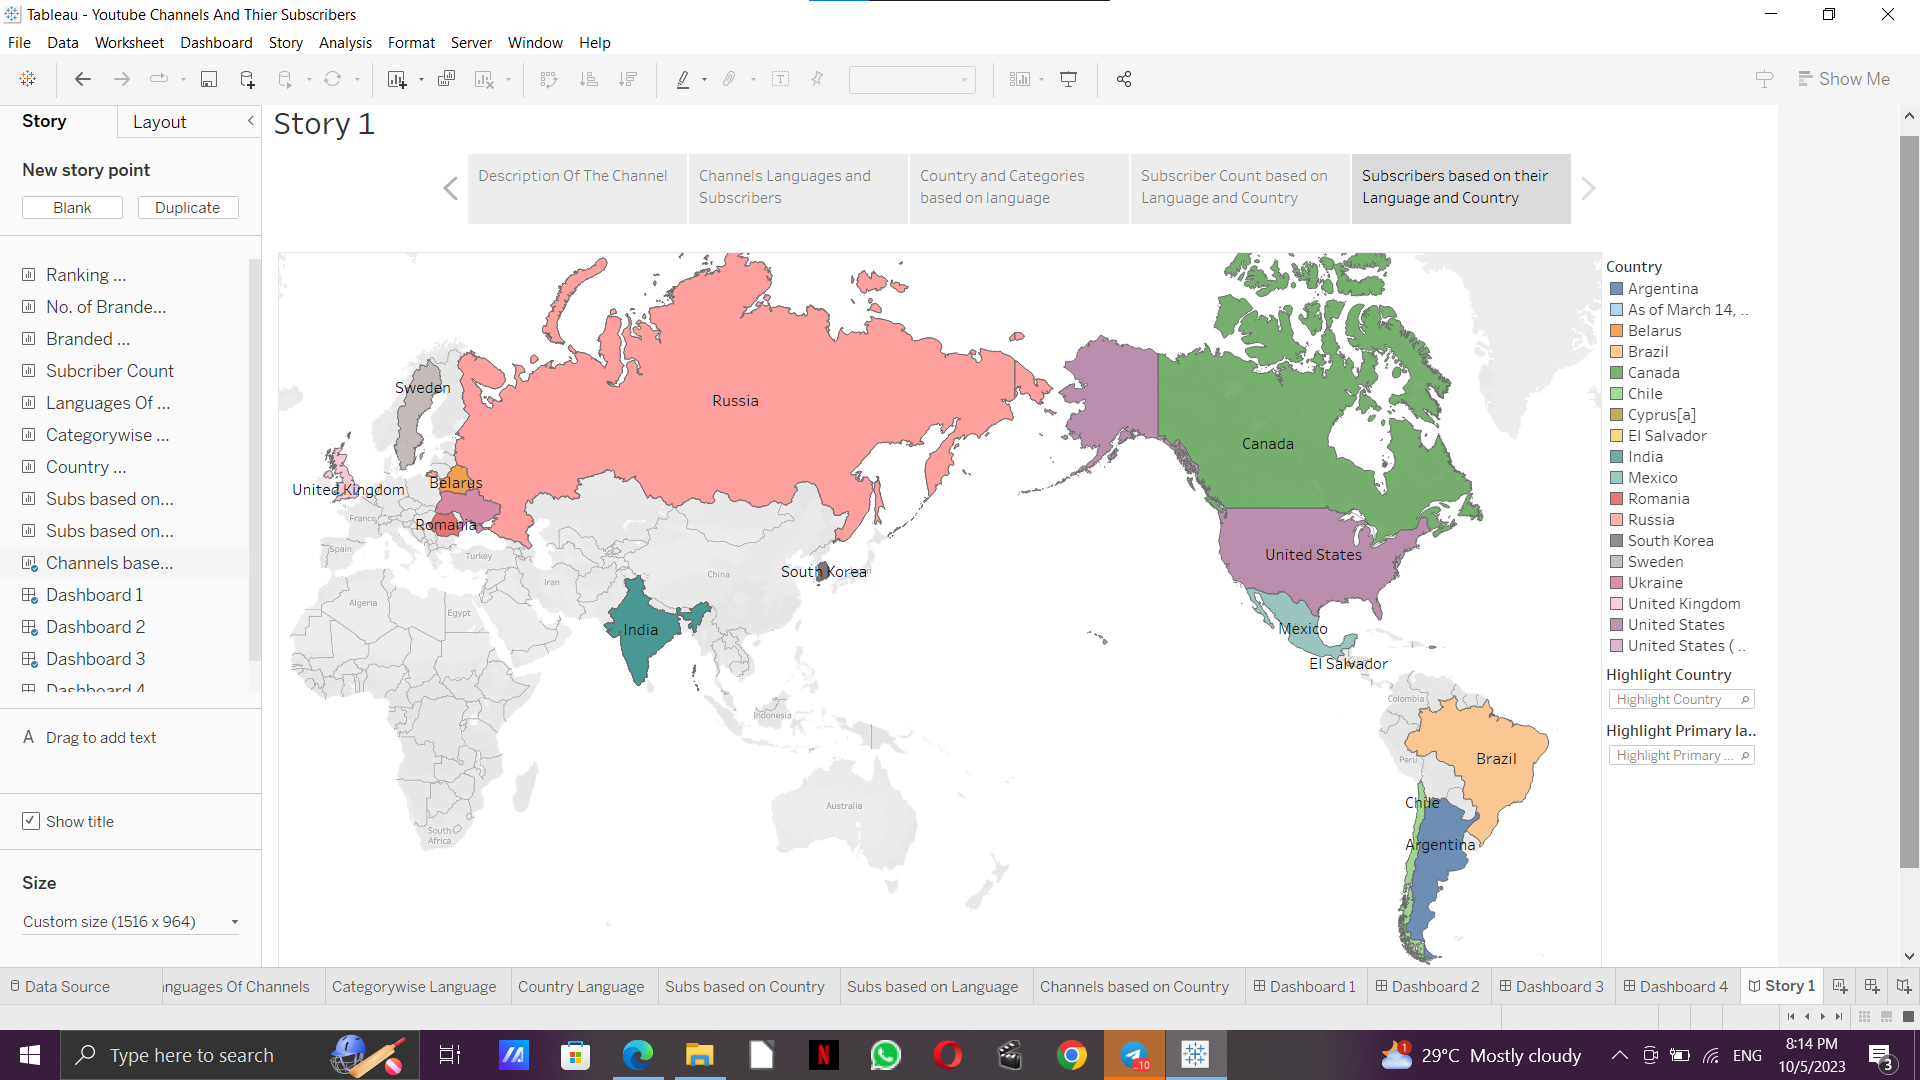 Tableau - Youtube Channels And Thier Subscribers
File Data Worksheet Dashboard Story Analysis Format Server Window Help
Show Me
Story Layout
New story point
Blank Duplicate
Ranking ...
No. of Brande...
Branded ...
Subcriber Count
Languages Of ...
Categorywise ...
Country ...
Subs based on...
Subs based on...
Channels base...
Dashboard 1
Dashboard 2
Dashboard 3
Dashboard 4
A Drag to add text
Show title
Size
Custom size (1516 x 964)
Story 1
Description Of The Channel
Channels Languages and
Subscribers
Country and Categories
based on language
Subscriber Count based on
Language and Country
Subscribers based on their
Language and Country
Sweden
Russia
Canada
United Kingdom
Belarus
France
Romania
Spain
Turkey
United States
China
South Korea
Iran
Algeria
Egypt
India
Mexico
El Salvador
Colombia
Indonesia
Brazil
Peru
Chile
Australia
South
Africa
Argentina
Country
Argentina
As of March 14, ..
Belarus
Brazil
Canada
Chile
Cyprus[a]
El Salvador
India
Mexico
Romania
Russia
South Korea
Sweden
Ukraine
United Kingdom
United States
United States ( ..
Highlight Country
Highlight Country
Highlight Primary la..
Highlight Primary ...
Data Source nguages Of Channels Categorywise Language Country Language Subs based on Country Subs based on Language Channels based on Country Dashboard 1 Dashboard 2 Dashboard 3 Dashboard 4 Story 1
Type here to search
N
..10
1
29°C Mostly cloudy
ENG
8:14 PM
10/5/2023
3